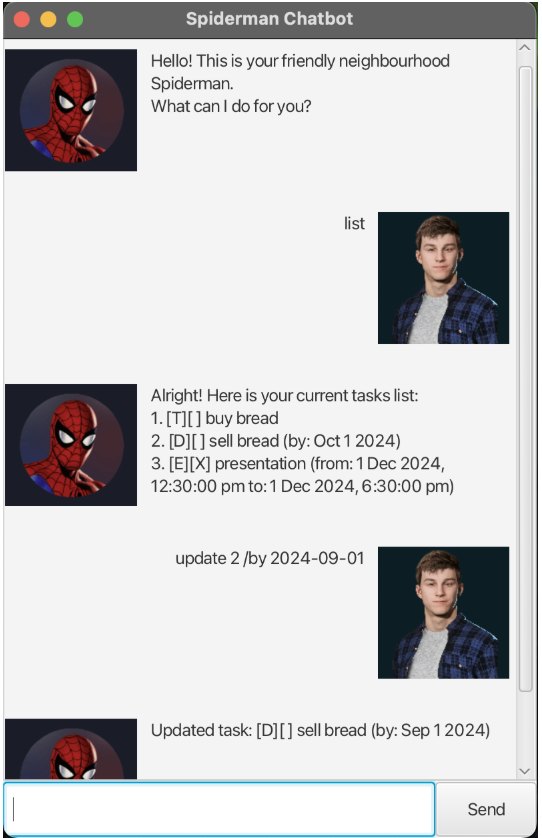 Spiderman Chatbot
Hello! This is your friendly neighbourhood
Spiderman.
What can I do for you?
list
Alright! Here is your current tasks list:
1. [T][ ] buy bread
2. [D][ ] sell bread (by: Oct 1 2024)
3. [E][X] presentation (from: 1 Dec 2024,
12:30:00 pm to: 1 Dec 2024, 6:30:00 pm)
update 2 /by 2024-09-01
Updated task: [D][ ] sell bread (by: Sep 1 2024)
Send